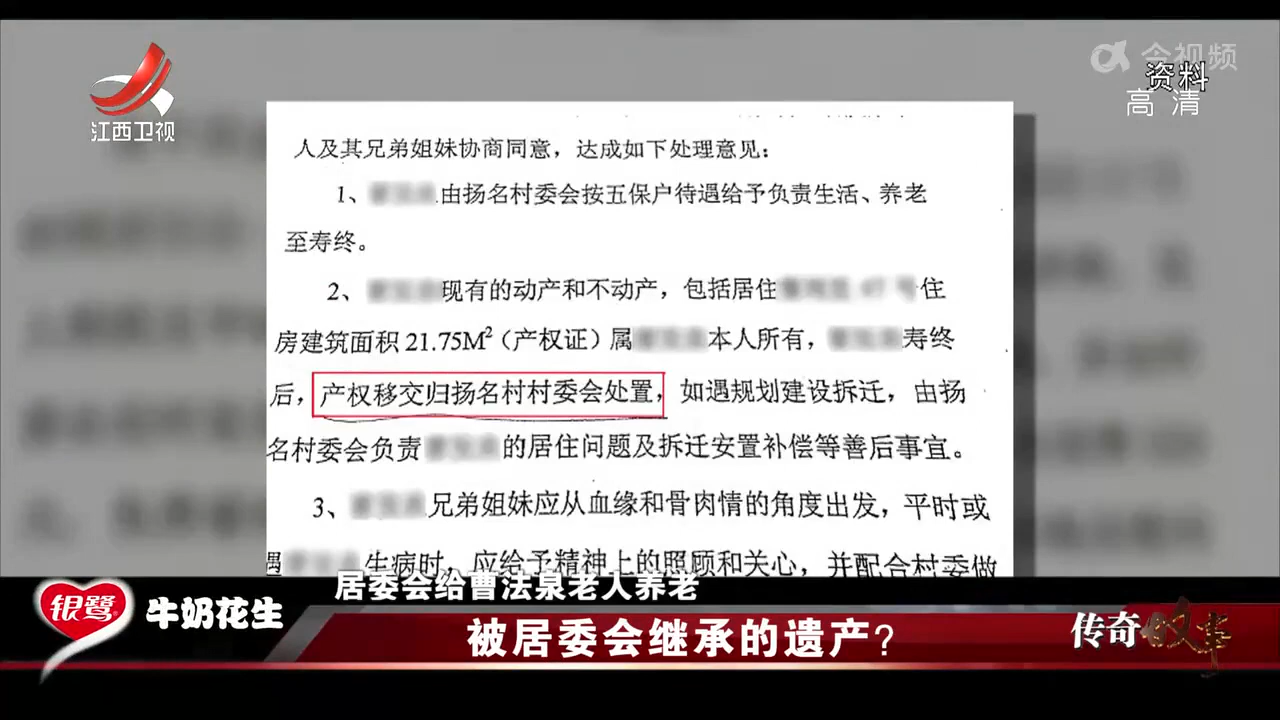 江西卫视
今视频
资料
高清
人及其兄弟姐妹协商同意，达成如下处理意见：
1、由扬名村委会按五保户待遇给予负责生活、养老
至寿终。
2、现有的动产和不动产，包括居住 号住
房建筑面积21.75M²（产权证）属本人所有，寿终
后，产权移交归扬名村村委会处置，如遇规划建设拆迁，由扬
名村委会负责的居住问题及拆迁安置补偿等善后事宜。
3、兄弟姐妹应从血缘和骨肉情的角度出发，平时或
遇生病时，应给予精神上的照顾和关心，并配合村委做
居委会给曹法泉老人养老
被居委会继承的遗产？
银鹭
牛奶花生
传奇故事